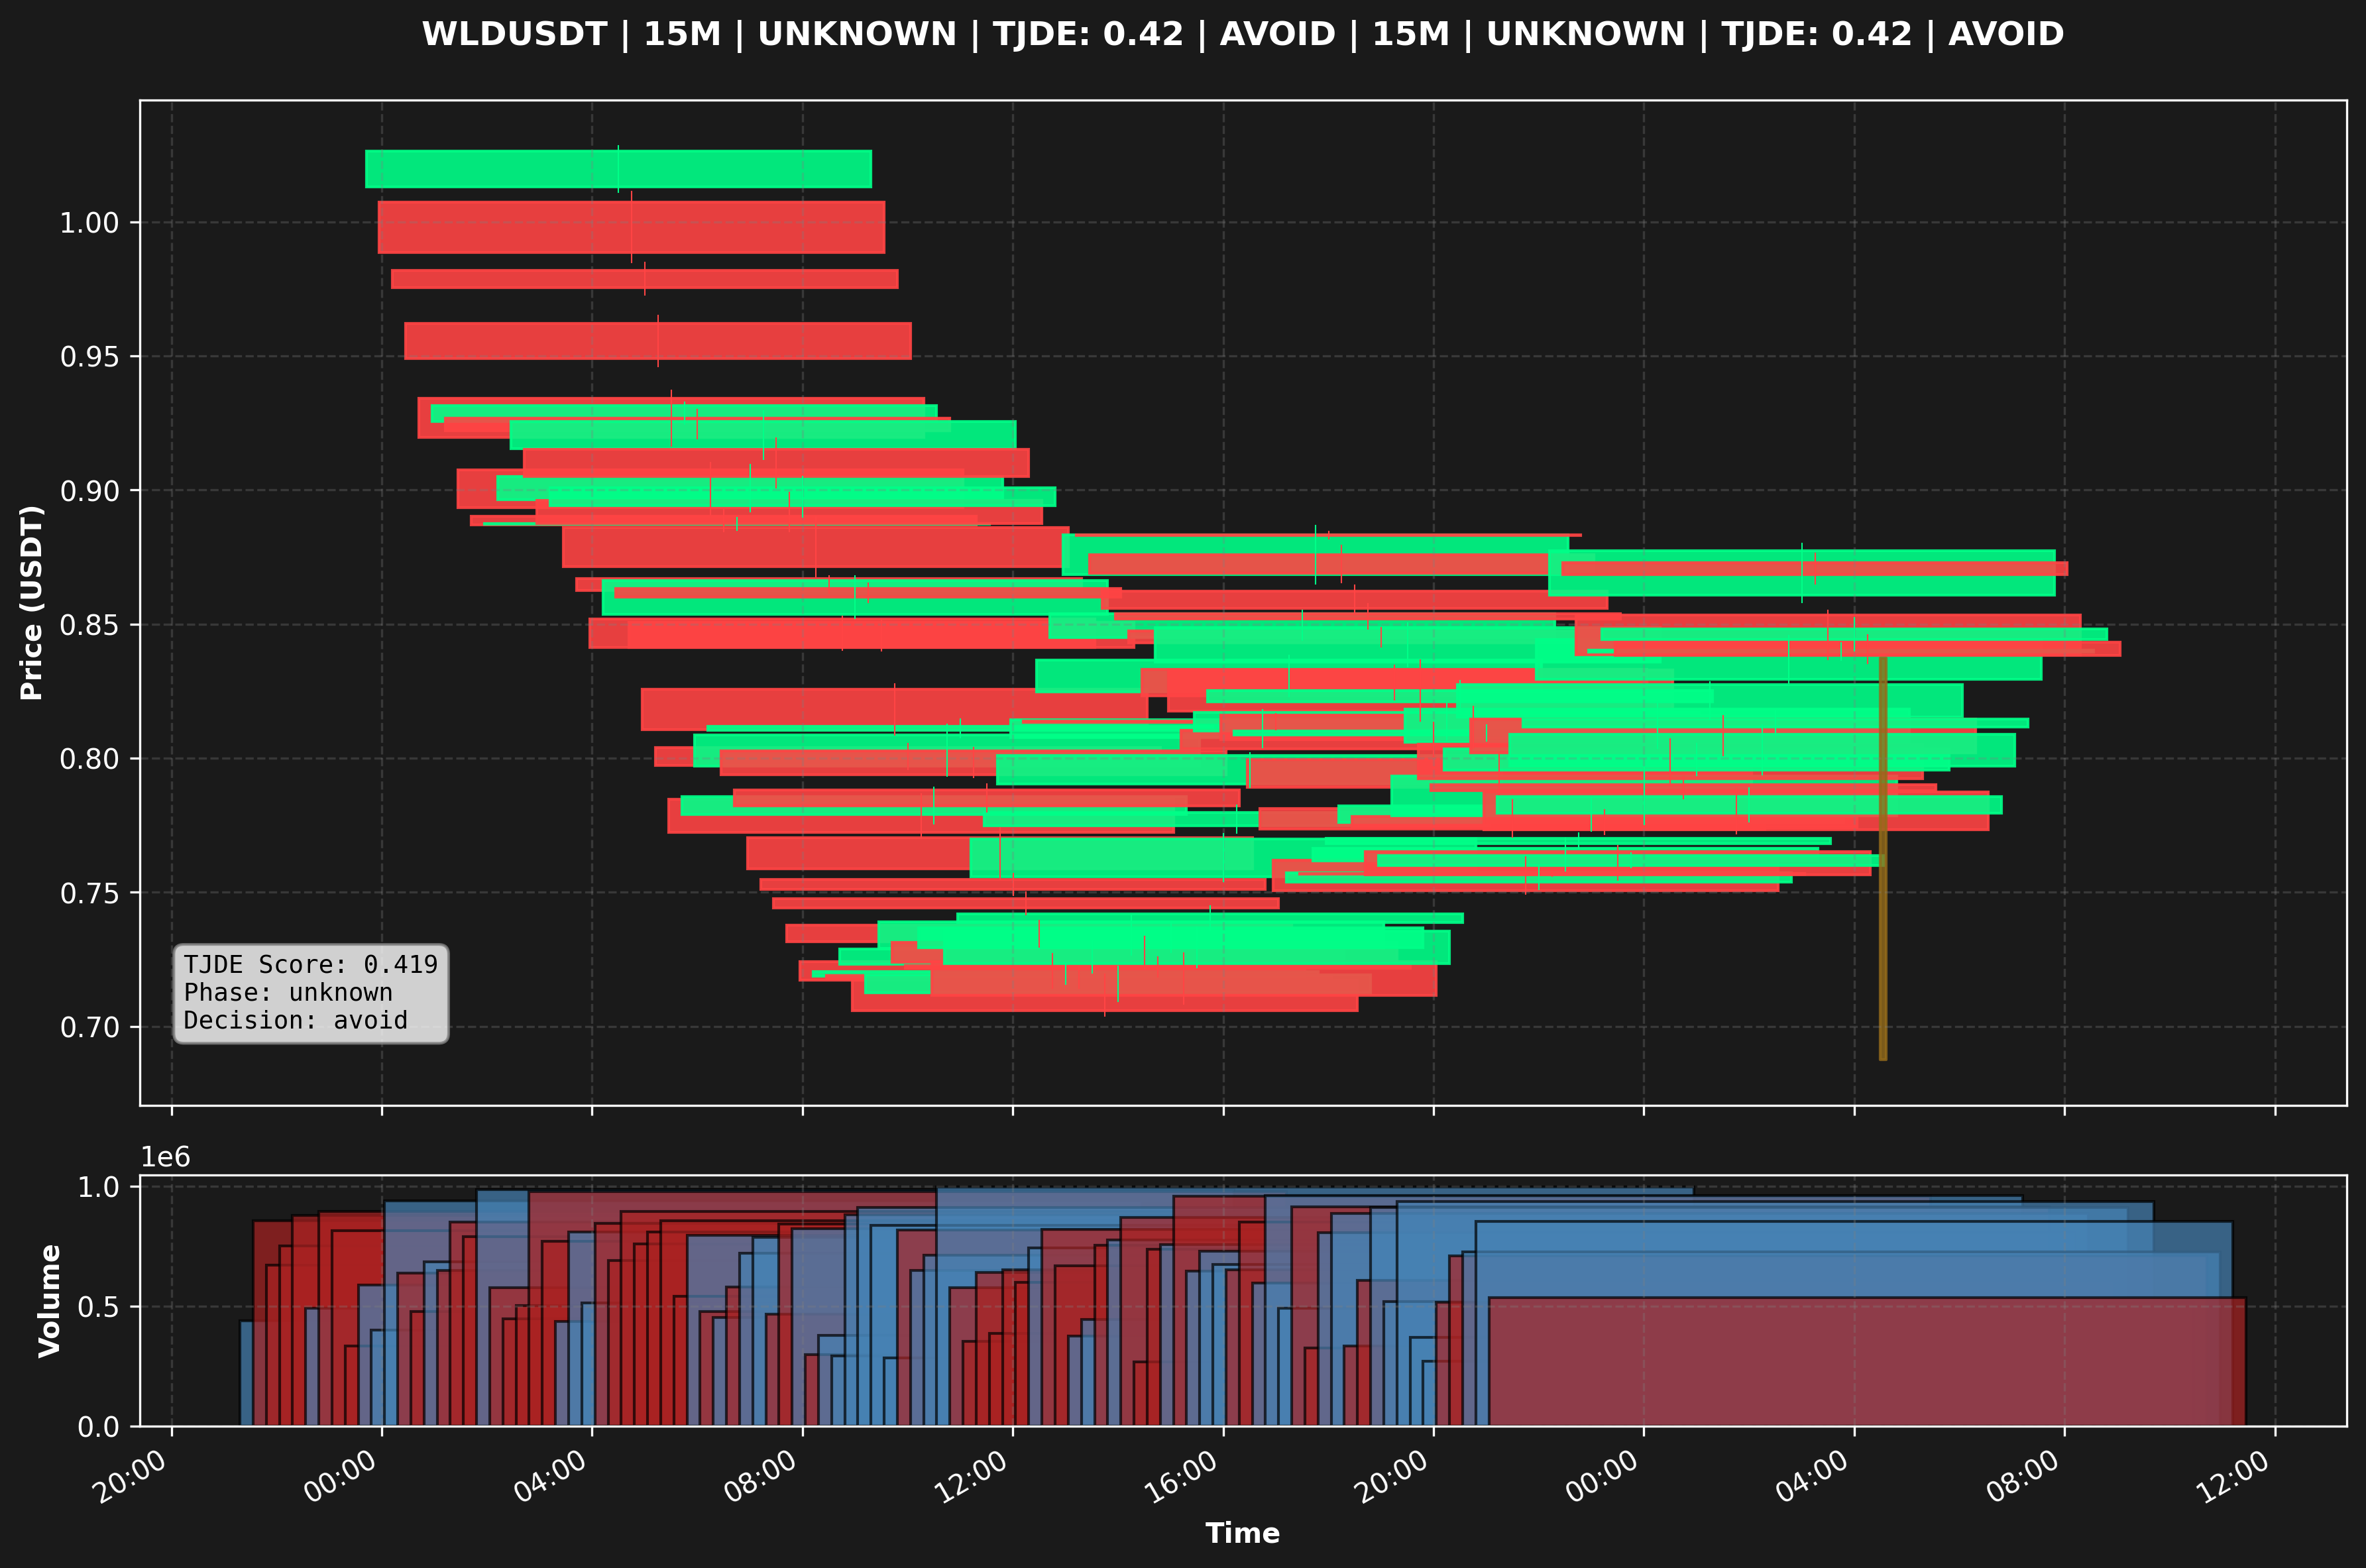 WLDUSDT | 15M | UNKNOWN | TJDE: 0.42 | AVOID | 15M | UNKNOWN | TJDE: 0.42 | AVOID
Price (USDT)
1.00
0.95
0.90
0.85
0.80
0.75
0.70
TJDE Score: 0.419
Phase: unknown
Decision: avoid
1e6
Volume
1.0
0.5
0.0
20:00
00:00
04:00
08:00
12:00
16:00
20:00
00:00
04:00
08:00
12:00
Time